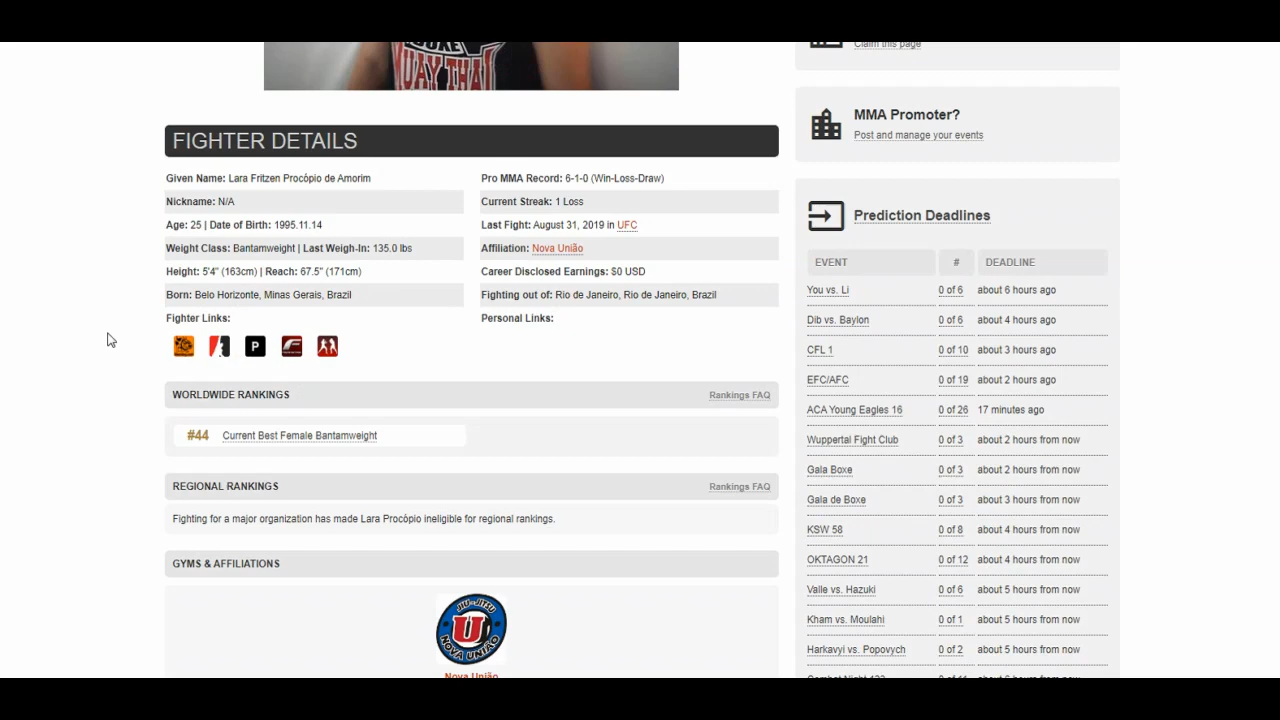 MUAY THAI
FIGHTER DETAILS
Given Name: Lara Fritzen Procópio de Amorim
Nickname: N/A
Age: 25 | Date of Birth: 1995.11.14
Weight Class: Bantamweight | Last Weigh-In: 135.0 lbs
Height: 5'4" (163cm) | Reach: 67.5" (171cm)
Born: Belo Horizonte, Minas Gerais, Brazil
Fighter Links:
P
Pro MMA Record: 6-1-0 (Win-Loss-Draw)
Current Streak: 1 Loss
Last Fight: August 31, 2019 in UFC
Affiliation: Nova União
Career Disclosed Earnings: $0 USD
Fighting out of: Rio de Janeiro, Rio de Janeiro, Brazil
Personal Links:
WORLDWIDE RANKINGS Rankings FAQ
#44 Current Best Female Bantamweight
REGIONAL RANKINGS Rankings FAQ
Fighting for a major organization has made Lara Procópio ineligible for regional rankings.
GYMS & AFFILIATIONS
JIU-JITSU
U
NOVA UNIÃO
Nova União
Claim this page
MMA Promoter?
Post and manage your events
Prediction Deadlines
EVENT # DEADLINE
You vs. Li 0 of 6 about 6 hours ago
Dib vs. Baylon 0 of 6 about 4 hours ago
CFL 1 0 of 10 about 3 hours ago
EFC/AFC 0 of 19 about 2 hours ago
ACA Young Eagles 16 0 of 26 17 minutes ago
Wuppertal Fight Club 0 of 3 about 2 hours from now
Gala Boxe 0 of 3 about 2 hours from now
Gala de Boxe 0 of 3 about 3 hours from now
KSW 58 0 of 8 about 4 hours from now
OKTAGON 21 0 of 12 about 4 hours from now
Valle vs. Hazuki 0 of 6 about 5 hours from now
Kham vs. Moulahi 0 of 1 about 5 hours from now
Harkavyi vs. Popovych 0 of 2 about 5 hours from now